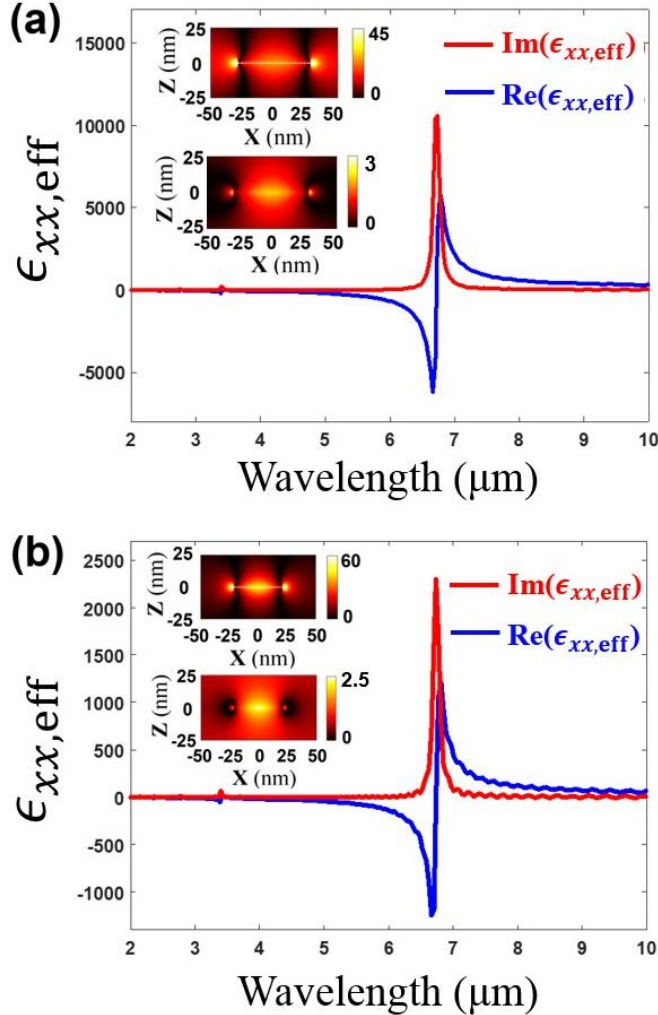 (a)
15000
10000
5000
0
-5000
ϵxx,eff
Z (nm)
25
0
-25
-50 -25 0 25 50
X (nm)
45
0
Z (nm)
25
0
-25
-50 -25 0 25 50
X (nm)
3
0
Im(ϵxx,eff)
Re(ϵxx,eff)
2 3 4 5 6 7 8 9 10
Wavelength (μm)
(b)
2500
2000
1500
1000
500
0
-500
-1000
ϵxx,eff
Z (nm)
25
0
-25
-50 -25 0 25 50
X (nm)
60
0
Z (nm)
25
0
-25
-50 -25 0 25 50
X (nm)
2.5
0
Im(ϵxx,eff)
Re(ϵxx,eff)
2 3 4 5 6 7 8 9 10
Wavelength (μm)